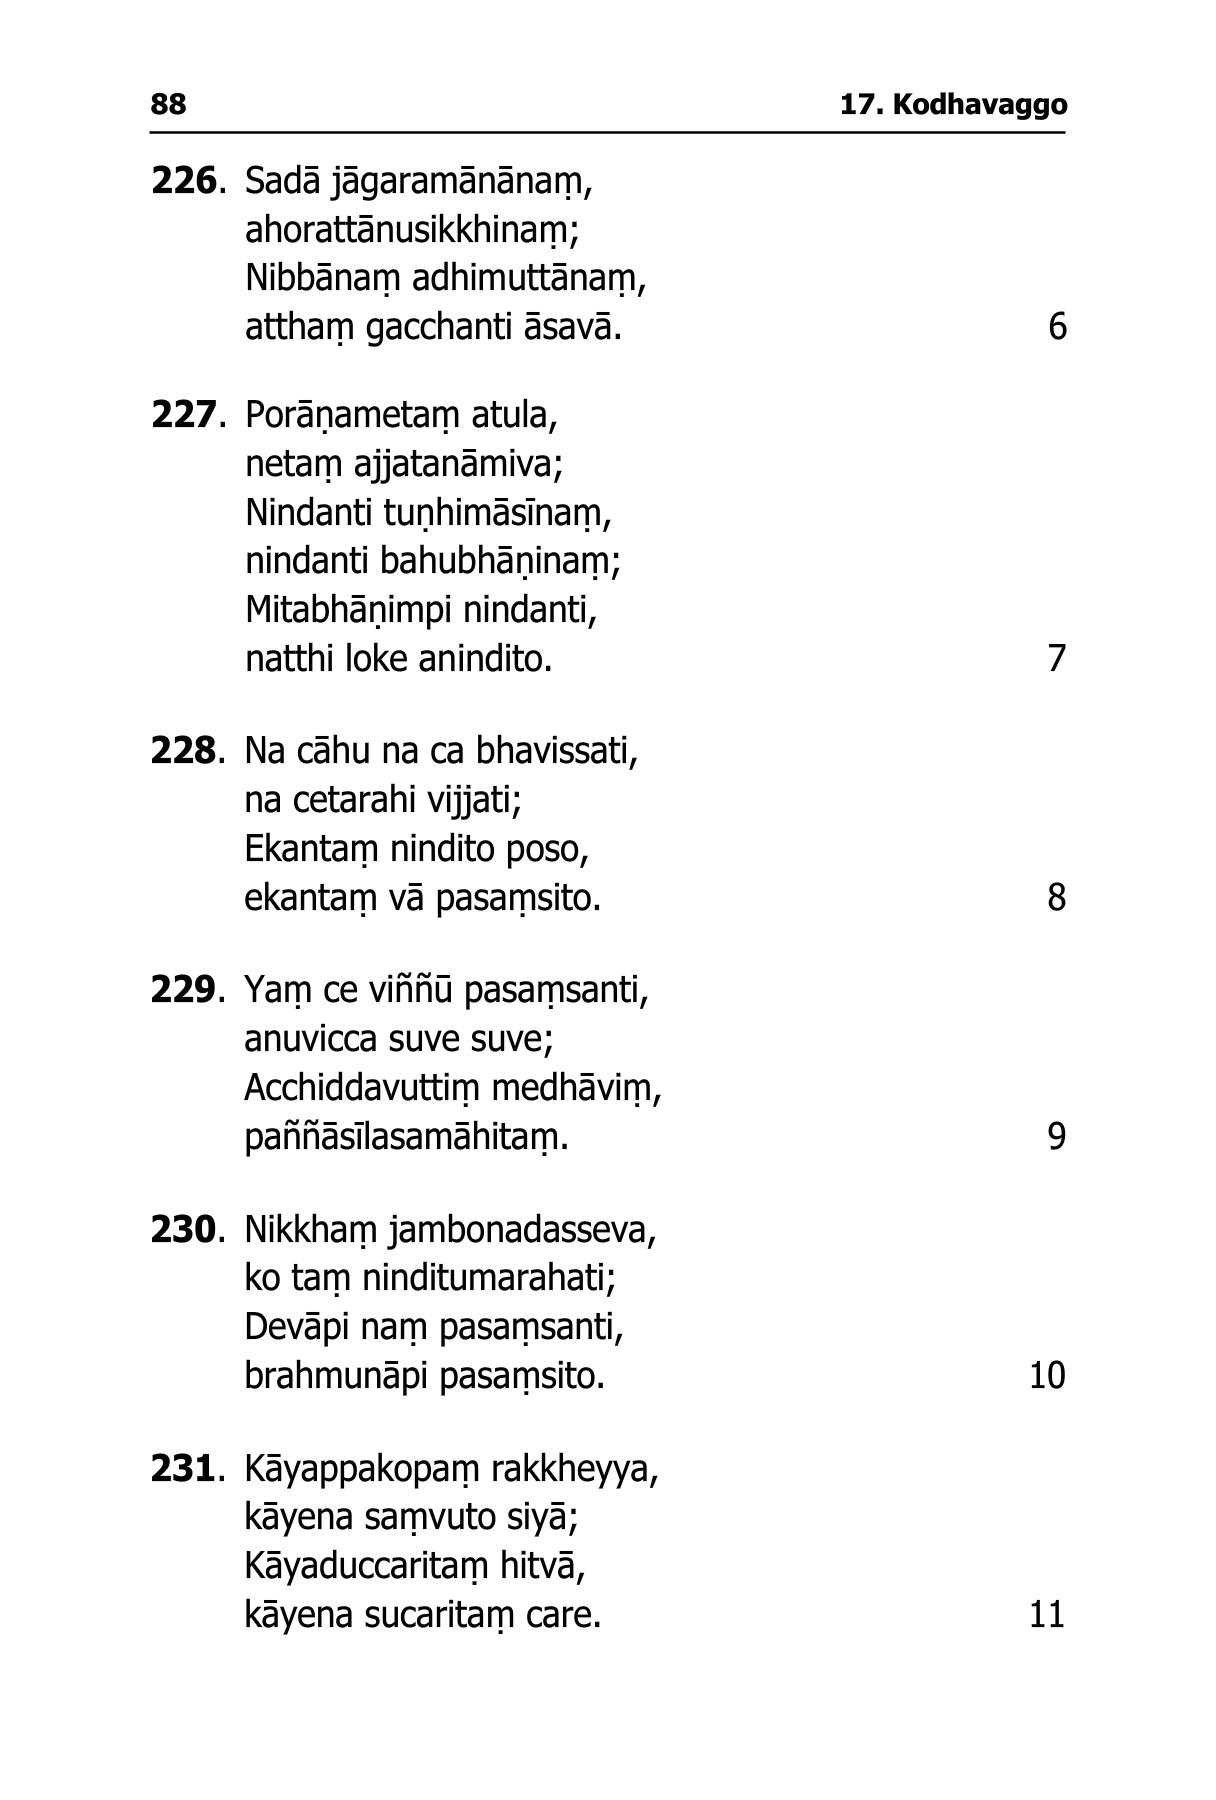 88 17. Kodhavaggo
226. Sadā jāgaramānānaṃ,
ahorattānusikkhinaṃ;
Nibbānaṃ adhimuttānaṃ,
atthaṃ gacchanti āsavā. 6
227. Porāṇametaṃ atula,
netaṃ ajjatanāmiva;
Nindanti tuṇhimāsīnaṃ,
nindanti bahubhāṇinaṃ;
Mitabhāṇimpi nindanti,
natthi loke anindito. 7
228. Na cāhu na ca bhavissati,
na cetarahi vijjati;
Ekantaṃ nindito poso,
ekantaṃ vā pasaṃsito. 8
229. Yaṃ ce viññū pasaṃsanti,
anuvicca suve suve;
Acchiddavuttiṃ medhāviṃ,
paññāsīlasamāhitaṃ. 9
230. Nikkhaṃ jambonadasseva,
ko taṃ ninditumarahati;
Devāpi naṃ pasaṃsanti,
brahmunāpi pasaṃsito. 10
231. Kāyappakopaṃ rakkheyya,
kāyena saṃvuto siyā;
Kāyaduccaritaṃ hitvā,
kāyena sucaritaṃ care. 11